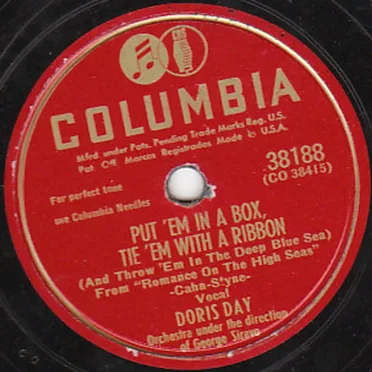 COLUMBIA
Mfrd. under Pats. Pending Trade Marks Reg. U.S.
Pat. Off. Marcas Registradas Made in U.S.A.
For perfect tone
use Columbia Needles
38188
(CO 38415)
PUT 'EM IN A BOX,
TIE 'EM WITH A RIBBON
(And Throw 'Em In The Deep Blue Sea)
From "Romance On The High Seas"
-Cahn-Styne-
Vocal
DORIS DAY
Orchestra under the direction
of George Siravo